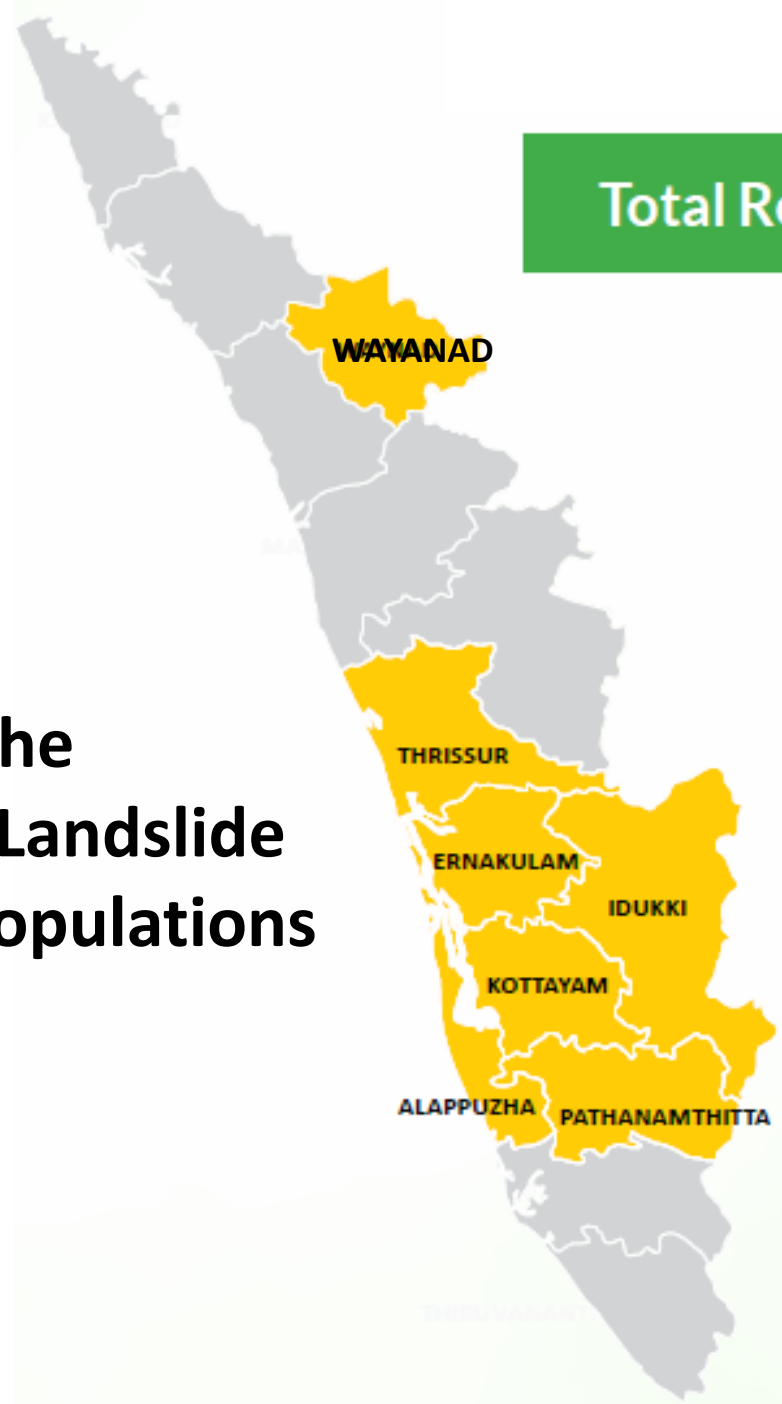 Total R
WAYANAD
he
Landslide
opulations
THRISSUR
ERNAKULAM
IDUKKI
KOTTAYAM
ALAPPUZHA
PATHANAMTHITTA